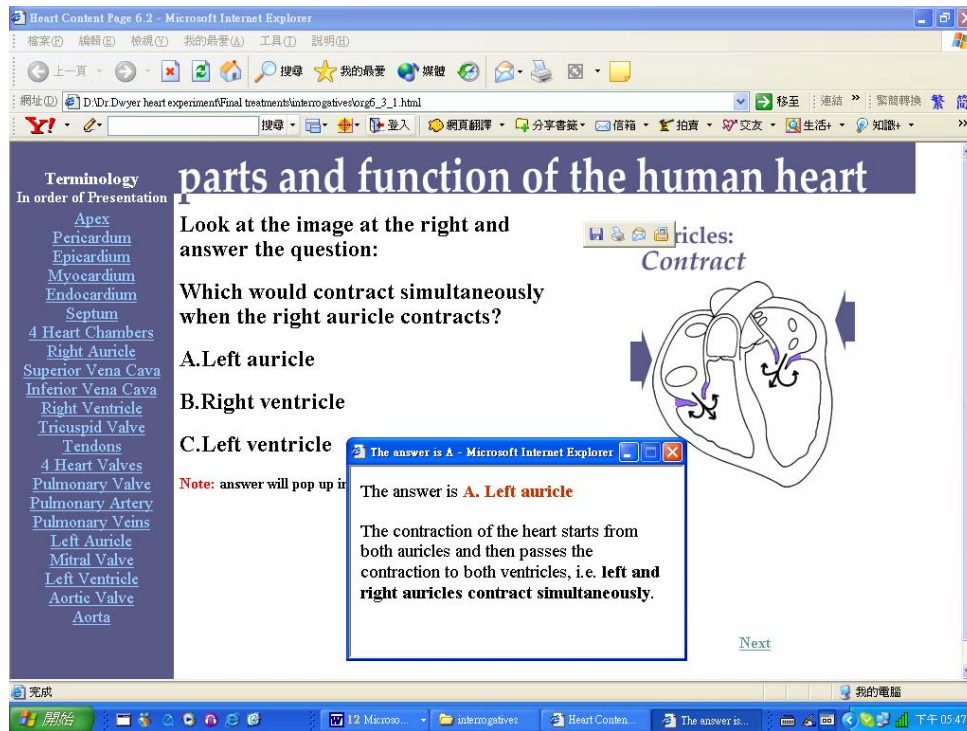 Heart Content Page 6.2 - Microsoft Internet Explorer
檔案(F) 編輯(E) 檢視(V) 我的最愛(A) 工具(T) 說明(H)
上一頁 搜尋 我的最愛 媒體
網址(D) D:\Dr.Dwyer heart experiment\Final treatments\interrogatives\org6_3_1.html 移至 連結 » 繁簡轉換 繁 簡
Y! 搜尋 登入 網頁翻譯 分享書籤 信箱 拍賣 交友 生活+ 知識+ »
Terminology
In order of Presentation
Apex
Pericardum
Epicardium
Myocardium
Endocardium
Septum
4 Heart Chambers
Right Auricle
Superior Vena Cava
Inferior Vena Cava
Right Ventricle
Tricuspid Valve
Tendons
4 Heart Valves
Pulmonary Valve
Pulmonary Artery
Pulmonary Veins
Left Auricle
Mitral Valve
Left Ventricle
Aortic Valve
Aorta
parts and function of the human heart
Look at the image at the right and
answer the question:
Which would contract simultaneously
when the right auricle contracts?
A.Left auricle
B.Right ventricle
C.Left ventricle
Note: answer will pop up in
ricles:
Contract
The answer is A - Microsoft Internet Explorer
The answer is A. Left auricle
The contraction of the heart starts from
both auricles and then passes the
contraction to both ventricles, i.e. left and
right auricles contract simultaneously.
Next
完成 我的電腦
開始 12 Microso... interrogatives Heart Conten... The answer is... 下午 05:47